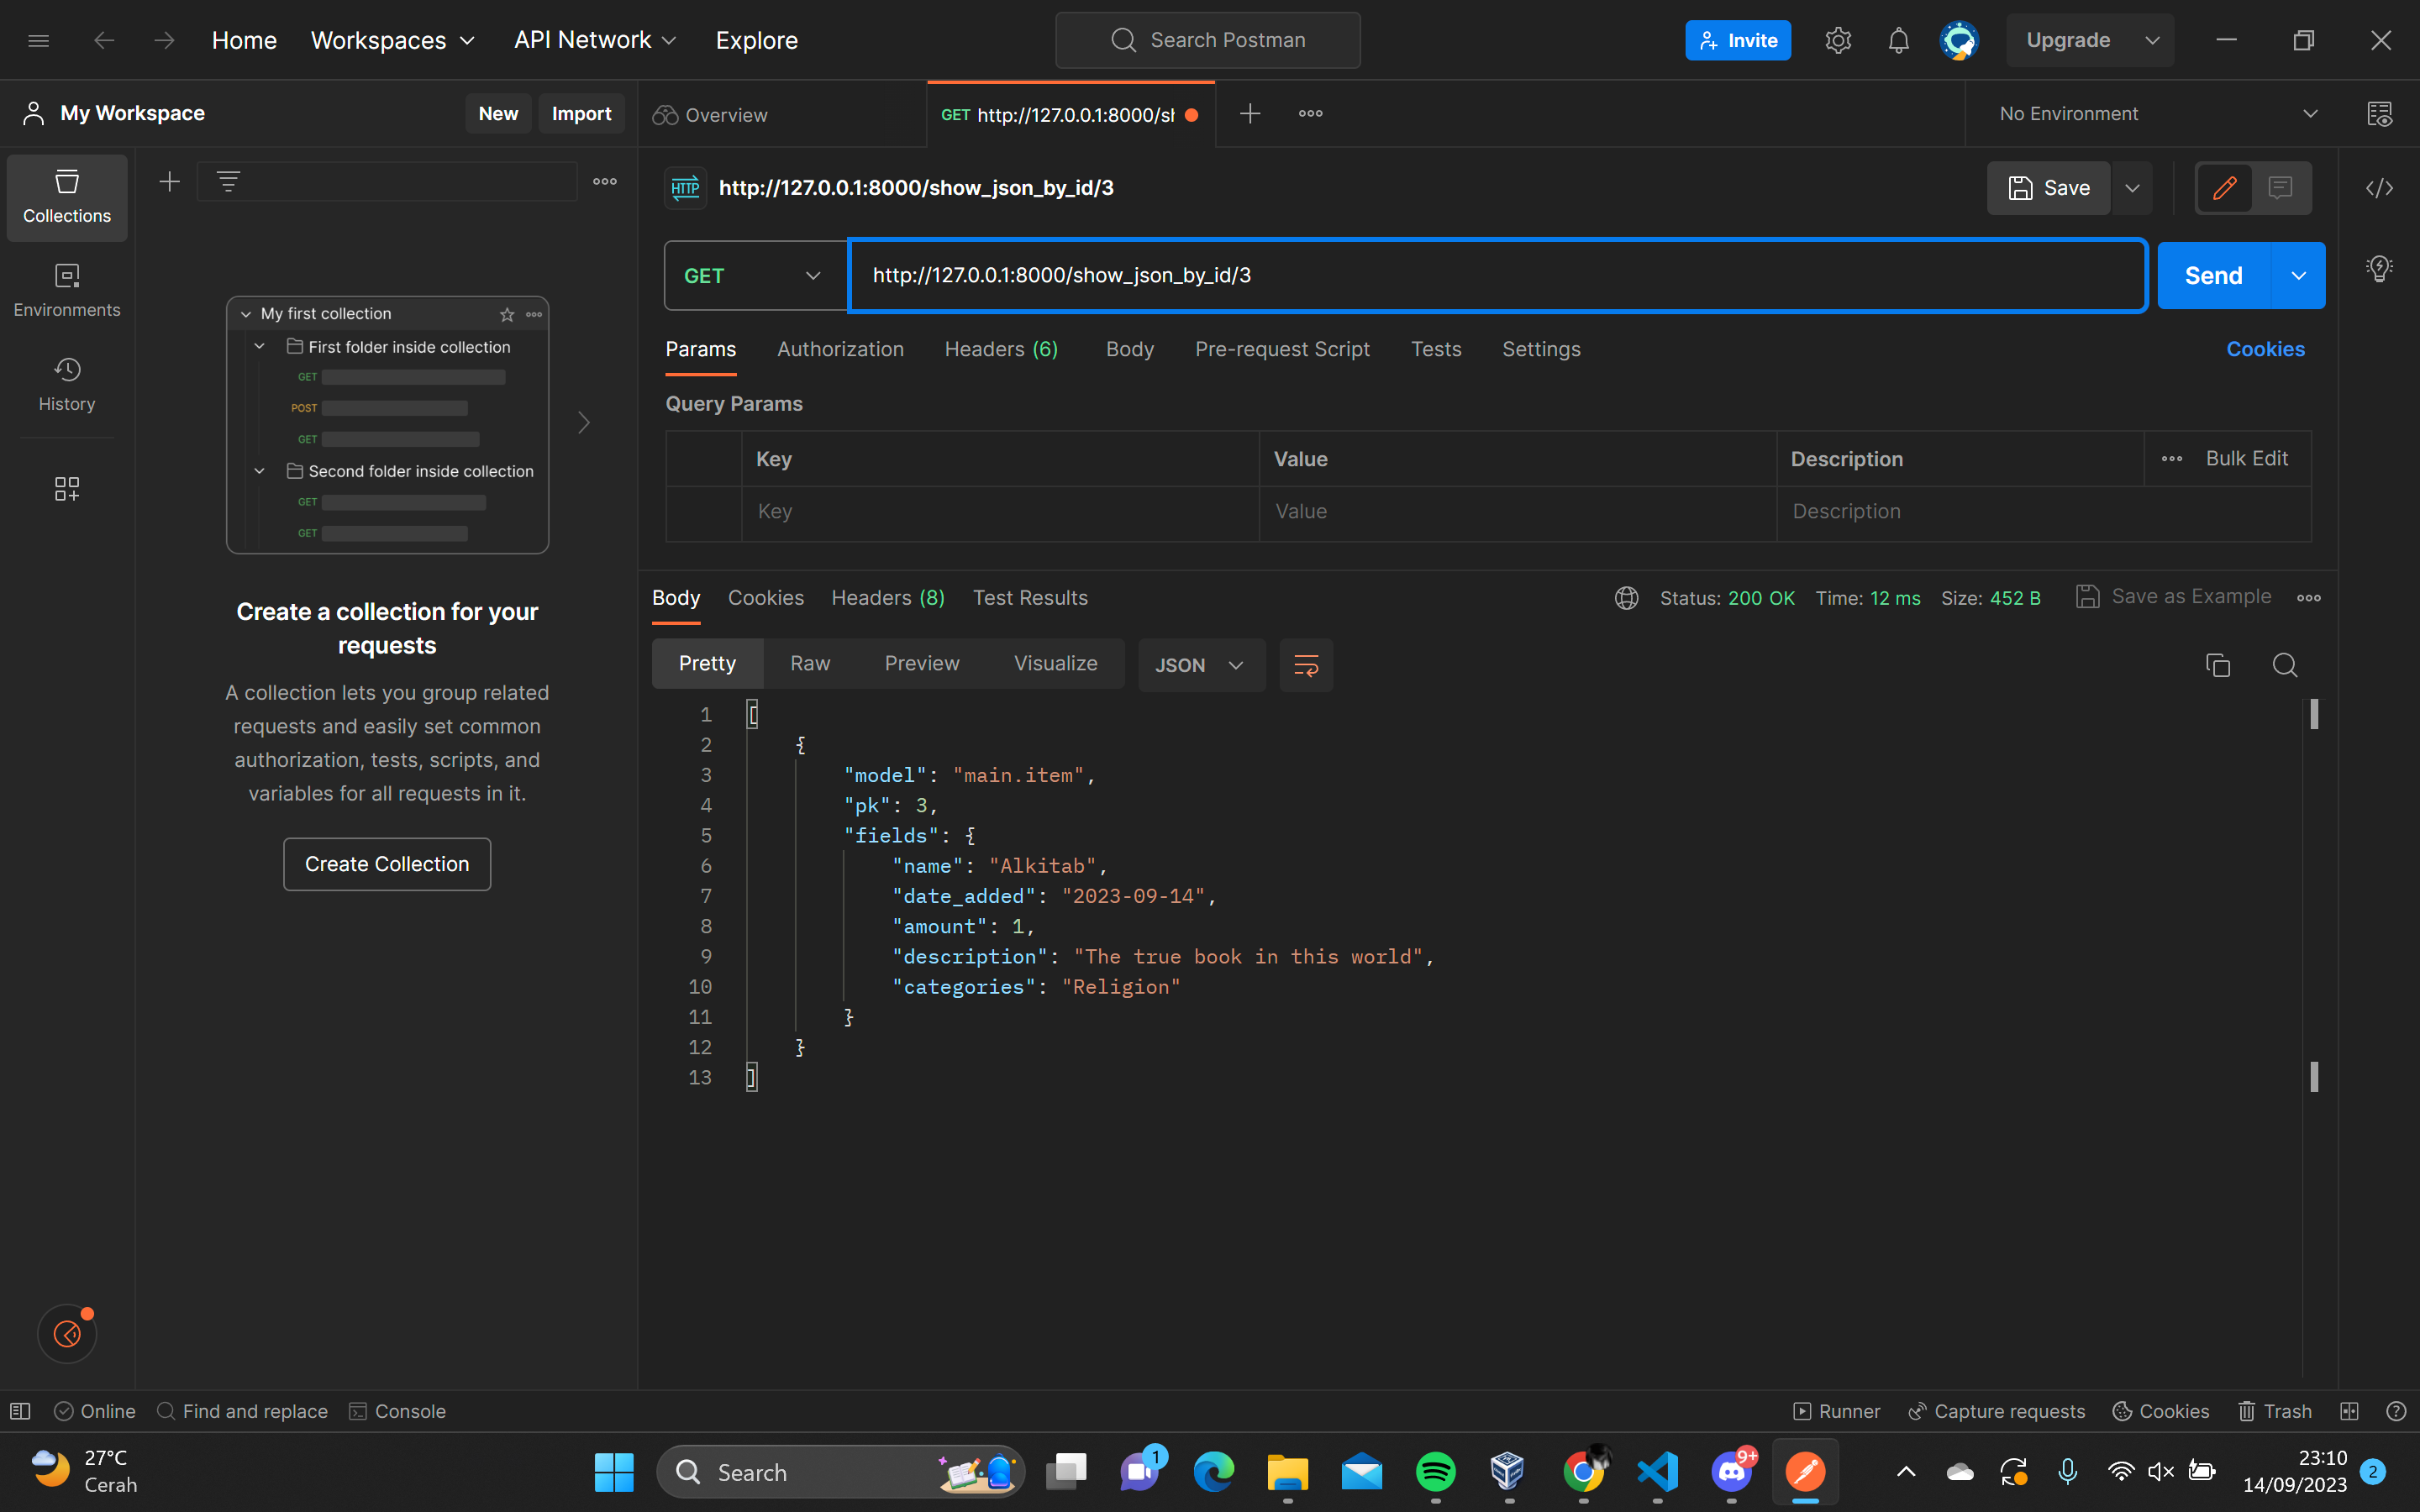 Home Workspaces API Network Explore Search Postman Invite Upgrade
My Workspace New Import Overview GET http://127.0.0.1:8000/sh No Environment
Collections
Environments
History
My first collection
First folder inside collection
GET
POST
GET
Second folder inside collection
GET
GET
Create a collection for your
requests
A collection lets you group related
requests and easily set common
authorization, tests, scripts, and
variables for all requests in it.
Create Collection
HTTP http://127.0.0.1:8000/show_json_by_id/3 Save
GET http://127.0.0.1:8000/show_json_by_id/3 Send
Params Authorization Headers (6) Body Pre-request Script Tests Settings Cookies
Query Params
Key Value Description Bulk Edit
Key Value Description
Body Cookies Headers (8) Test Results Status: 200 OK Time: 12 ms Size: 452 B Save as Example
Pretty Raw Preview Visualize JSON
1 [
2 {
3 "model": "main.item",
4 "pk": 3,
5 "fields": {
6 "name": "Alkitab",
7 "date_added": "2023-09-14",
8 "amount": 1,
9 "description": "The true book in this world",
10 "categories": "Religion"
11 }
12 }
13 ]
Online Find and replace Console Runner Capture requests Cookies Trash
27°C
Cerah
Search
1
9+
23:10
14/09/2023
2